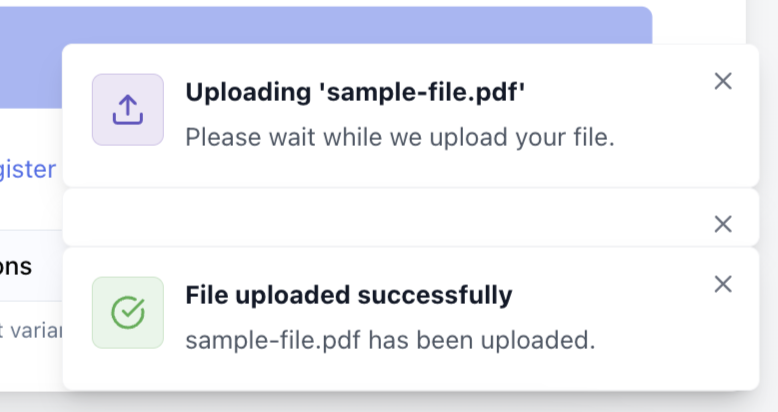 Uploading 'sample-file.pdf'
Please wait while we upload your file.
gister
ons
File uploaded successfully
t varian
sample-file.pdf has been uploaded.